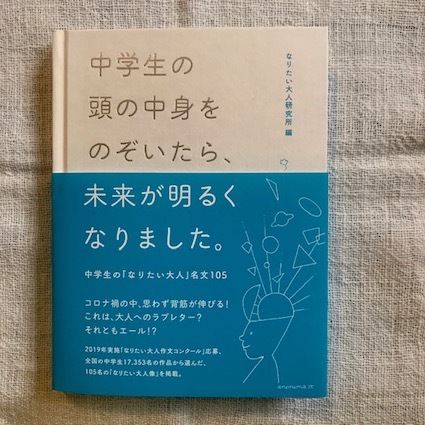 中学生の
頭の中身を
のぞいたら、
未来が明るく
なりました。
なりたい大人研究所 編
中学生の「なりたい大人」名文105
コロナ禍の中、思わず背筋が伸びる!
これは、大人へのラブレター?
それともエール!?
2019年実施「なりたい大人作文コンクール」応募、
全国の中学生17,353名の作品から選んだ、
105名の「なりたい大人像」を掲載。
anonima st.